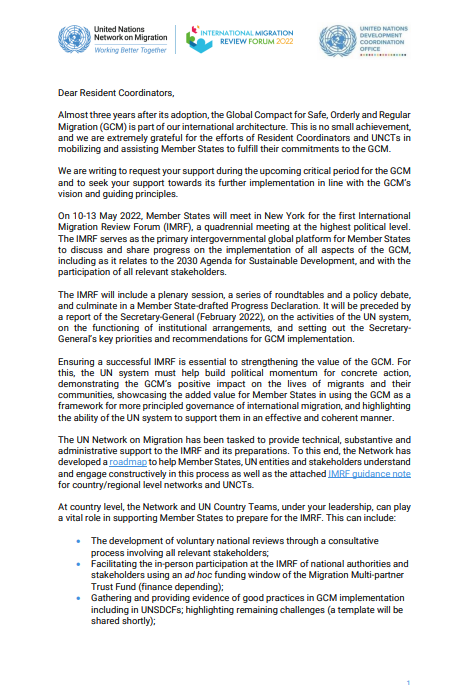 United Nations
Network on Migration
Working Better Together
INTERNATIONAL MIGRATION
REVIEW FORUM 2022
UNITED NATIONS
DEVELOPMENT
COORDINATION
OFFICE
Dear Resident Coordinators,
Almost three years after its adoption, the Global Compact for Safe, Orderly and Regular
Migration (GCM) is part of our international architecture. This is no small achievement,
and we are extremely grateful for the efforts of Resident Coordinators and UNCTs in
mobilizing and assisting Member States to fulfill their commitments to the GCM.
We are writing to request your support during the upcoming critical period for the GCM
and to seek your support towards its further implementation in line with the GCM's
vision and guiding principles.
On 10-13 May 2022, Member States will meet in New York for the first International
Migration Review Forum (IMRF), a quadrennial meeting at the highest political level.
The IMRF serves as the primary intergovernmental global platform for Member States
to discuss and share progress on the implementation of all aspects of the GCM,
including as it relates to the 2030 Agenda for Sustainable Development, and with the
participation of all relevant stakeholders.
The IMRF will include a plenary session, a series of roundtables and a policy debate,
and culminate in a Member State-drafted Progress Declaration. It will be preceded by
a report of the Secretary-General (February 2022), on the activities of the UN system,
on the functioning of institutional arrangements, and setting out the Secretary-
General's key priorities and recommendations for GCM implementation.
Ensuring a successful IMRF is essential to strengthening the value of the GCM. For
this, the UN system must help build political momentum for concrete action,
demonstrating the GCM's positive impact on the lives of migrants and their
communities, showcasing the added value for Member States in using the GCM as a
framework for more principled governance of international migration, and highlighting
the ability of the UN system to support them in an effective and coherent manner.
The UN Network on Migration has been tasked to provide technical, substantive and
administrative support to the IMRF and its preparations. To this end, the Network has
developed a roadmap to help Member States, UN entities and stakeholders understand
and engage constructively in this process as well as the attached IMRF guidance note
for country/regional level networks and UNCTs.
At country level, the Network and UN Country Teams, under your leadership, can play
a vital role in supporting Member States to prepare for the IMRF. This can include:
• The development of voluntary national reviews through a consultative
process involving all relevant stakeholders;
• Facilitating the in-person participation at the IMRF of national authorities and
stakeholders using an ad hoc funding window of the Migration Multi-partner
Trust Fund (finance depending);
• Gathering and providing evidence of good practices in GCM implementation
including in UNSDCFs; highlighting remaining challenges (a template will be
shared shortly);
1